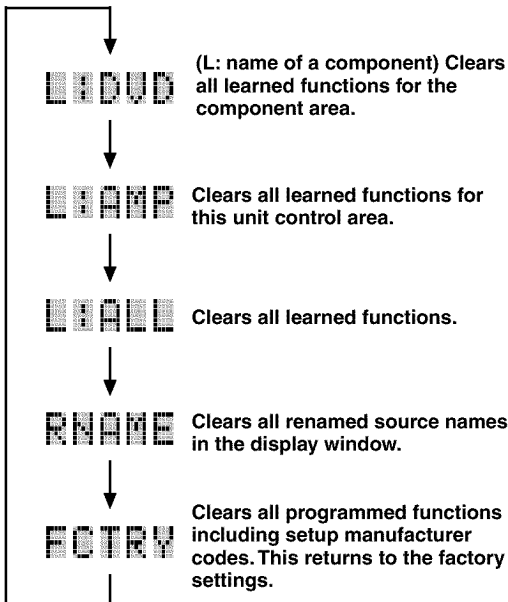 L:DVD
(L: name of a component) Clears
all learned functions for the
component area.
L:AMP
Clears all learned functions for
this unit control area.
L:ALL
Clears all learned functions.
RNAME
Clears all renamed source names
in the display window.
FCTRY
Clears all programmed functions
including setup manufacturer
codes. This returns to the factory
settings.